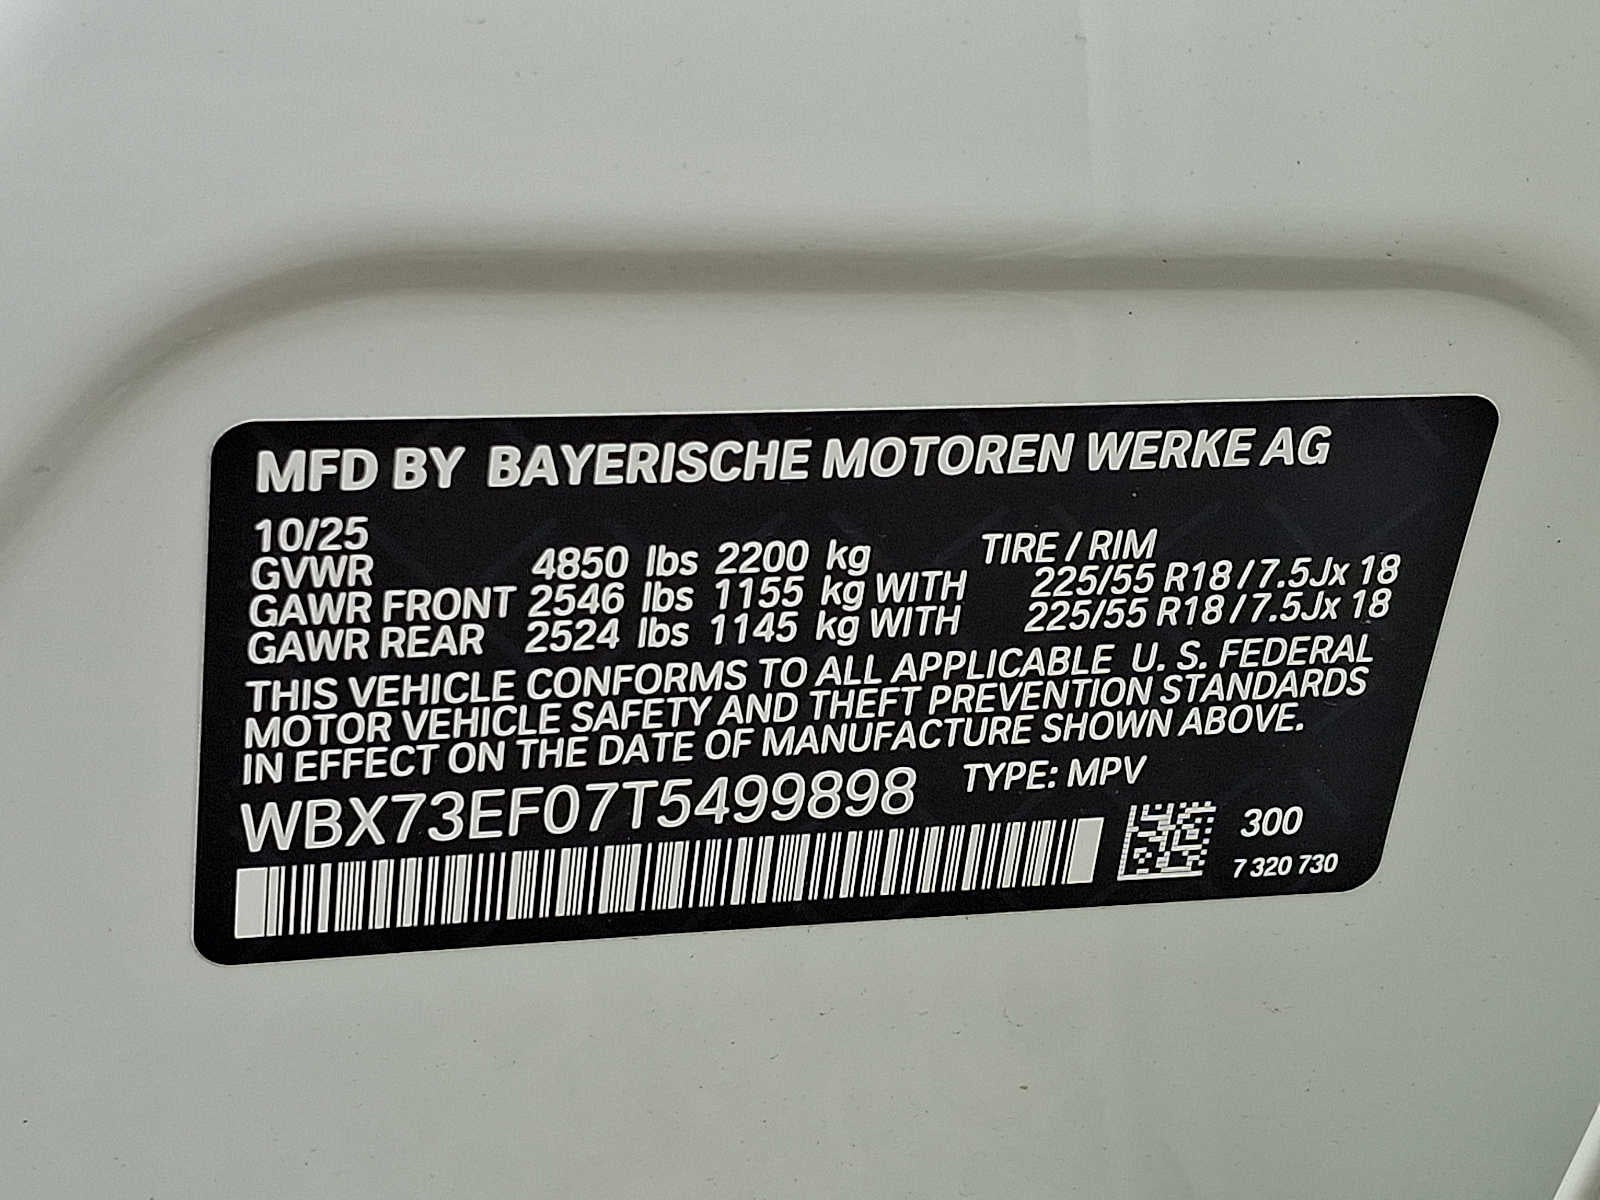 MFD BY BAYERISCHE MOTOREN WERKE AG
10/25 TIRE / RIM
GVWR 4850 lbs 2200 kg
GAWR FRONT 2546 lbs 1155 kg WITH 225/55 R18 / 7.5Jx 18
GAWR REAR 2524 lbs 1145 kg WITH 225/55 R18 / 7.5Jx 18
THIS VEHICLE CONFORMS TO ALL APPLICABLE U. S. FEDERAL
MOTOR VEHICLE SAFETY AND THEFT PREVENTION STANDARDS
IN EFFECT ON THE DATE OF MANUFACTURE SHOWN ABOVE.
WBX73EF07T5499898 TYPE: MPV
300
7 320 730